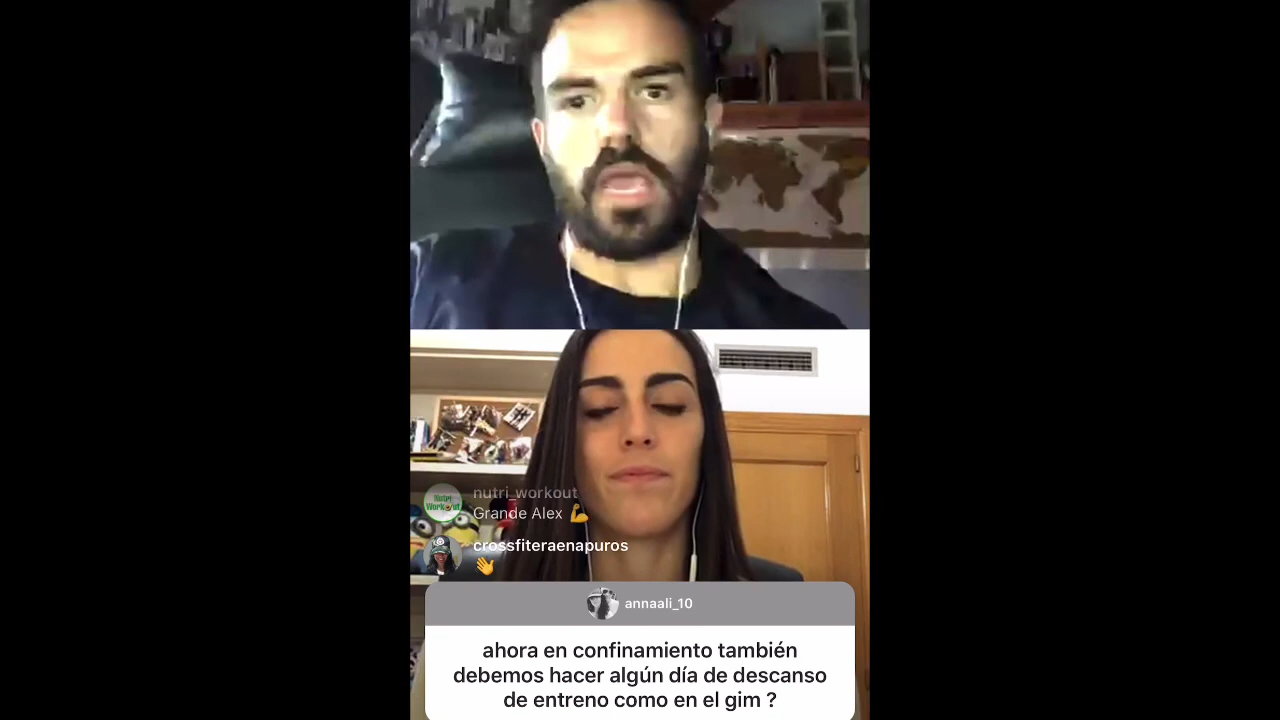 nutri_workout
Grande Alex 💪
crossfiteraenapuros
👋
annaali_10
ahora en confinamiento también
debemos hacer algún día de descanso
de entreno como en el gim ?